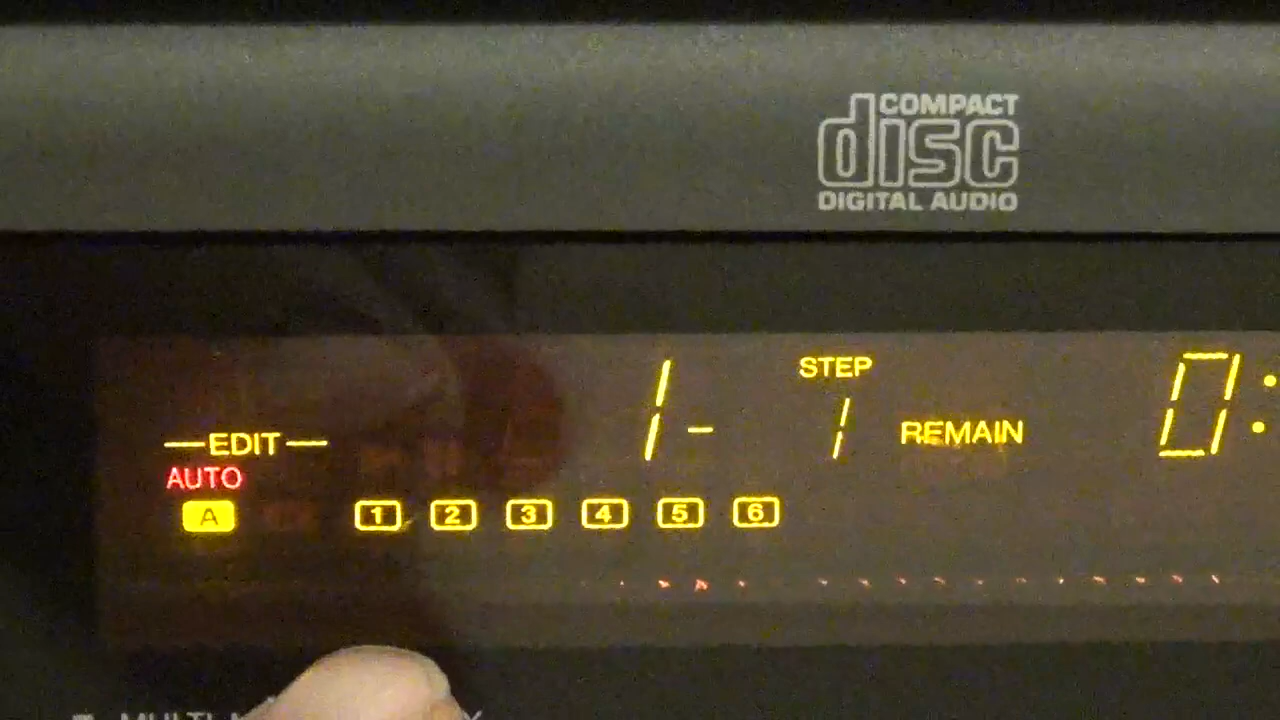 COMPACT
disc
DIGITAL AUDIO
STEP
1- 1 REMAIN 0:
EDIT
AUTO
A 1 2 3 4 5 6